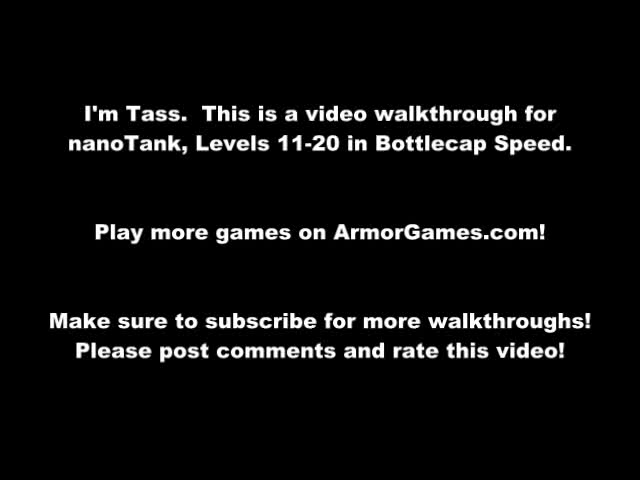 I'm Tass.  This is a video walkthrough for
nanoTank, Levels 11-20 in Bottlecap Speed.
Play more games on ArmorGames.com!
Make sure to subscribe for more walkthroughs!
Please post comments and rate this video!